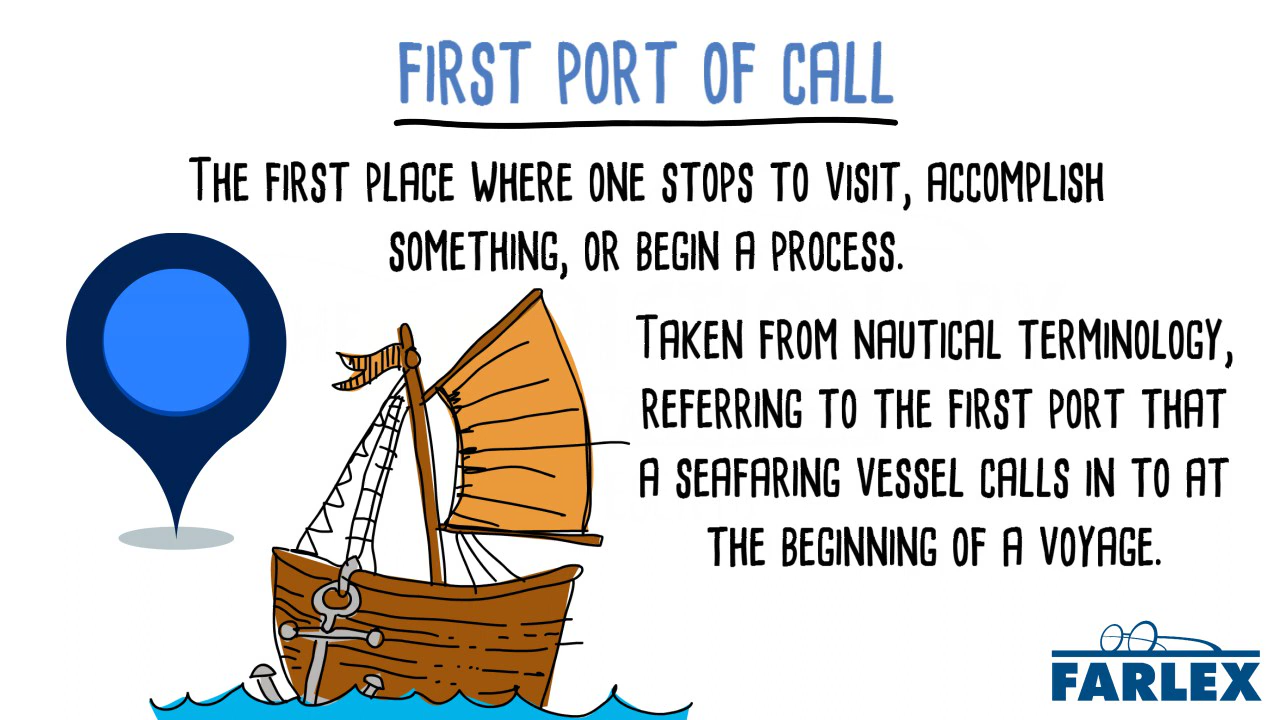 FIRST PORT OF CALL
THE FIRST PLACE WHERE ONE STOPS TO VISIT, ACCOMPLISH
SOMETHING, OR BEGIN A PROCESS.
TAKEN FROM NAUTICAL TERMINOLOGY,
REFERRING TO THE FIRST PORT THAT
A SEAFARING VESSEL CALLS IN TO AT
THE BEGINNING OF A VOYAGE.
FARLEX